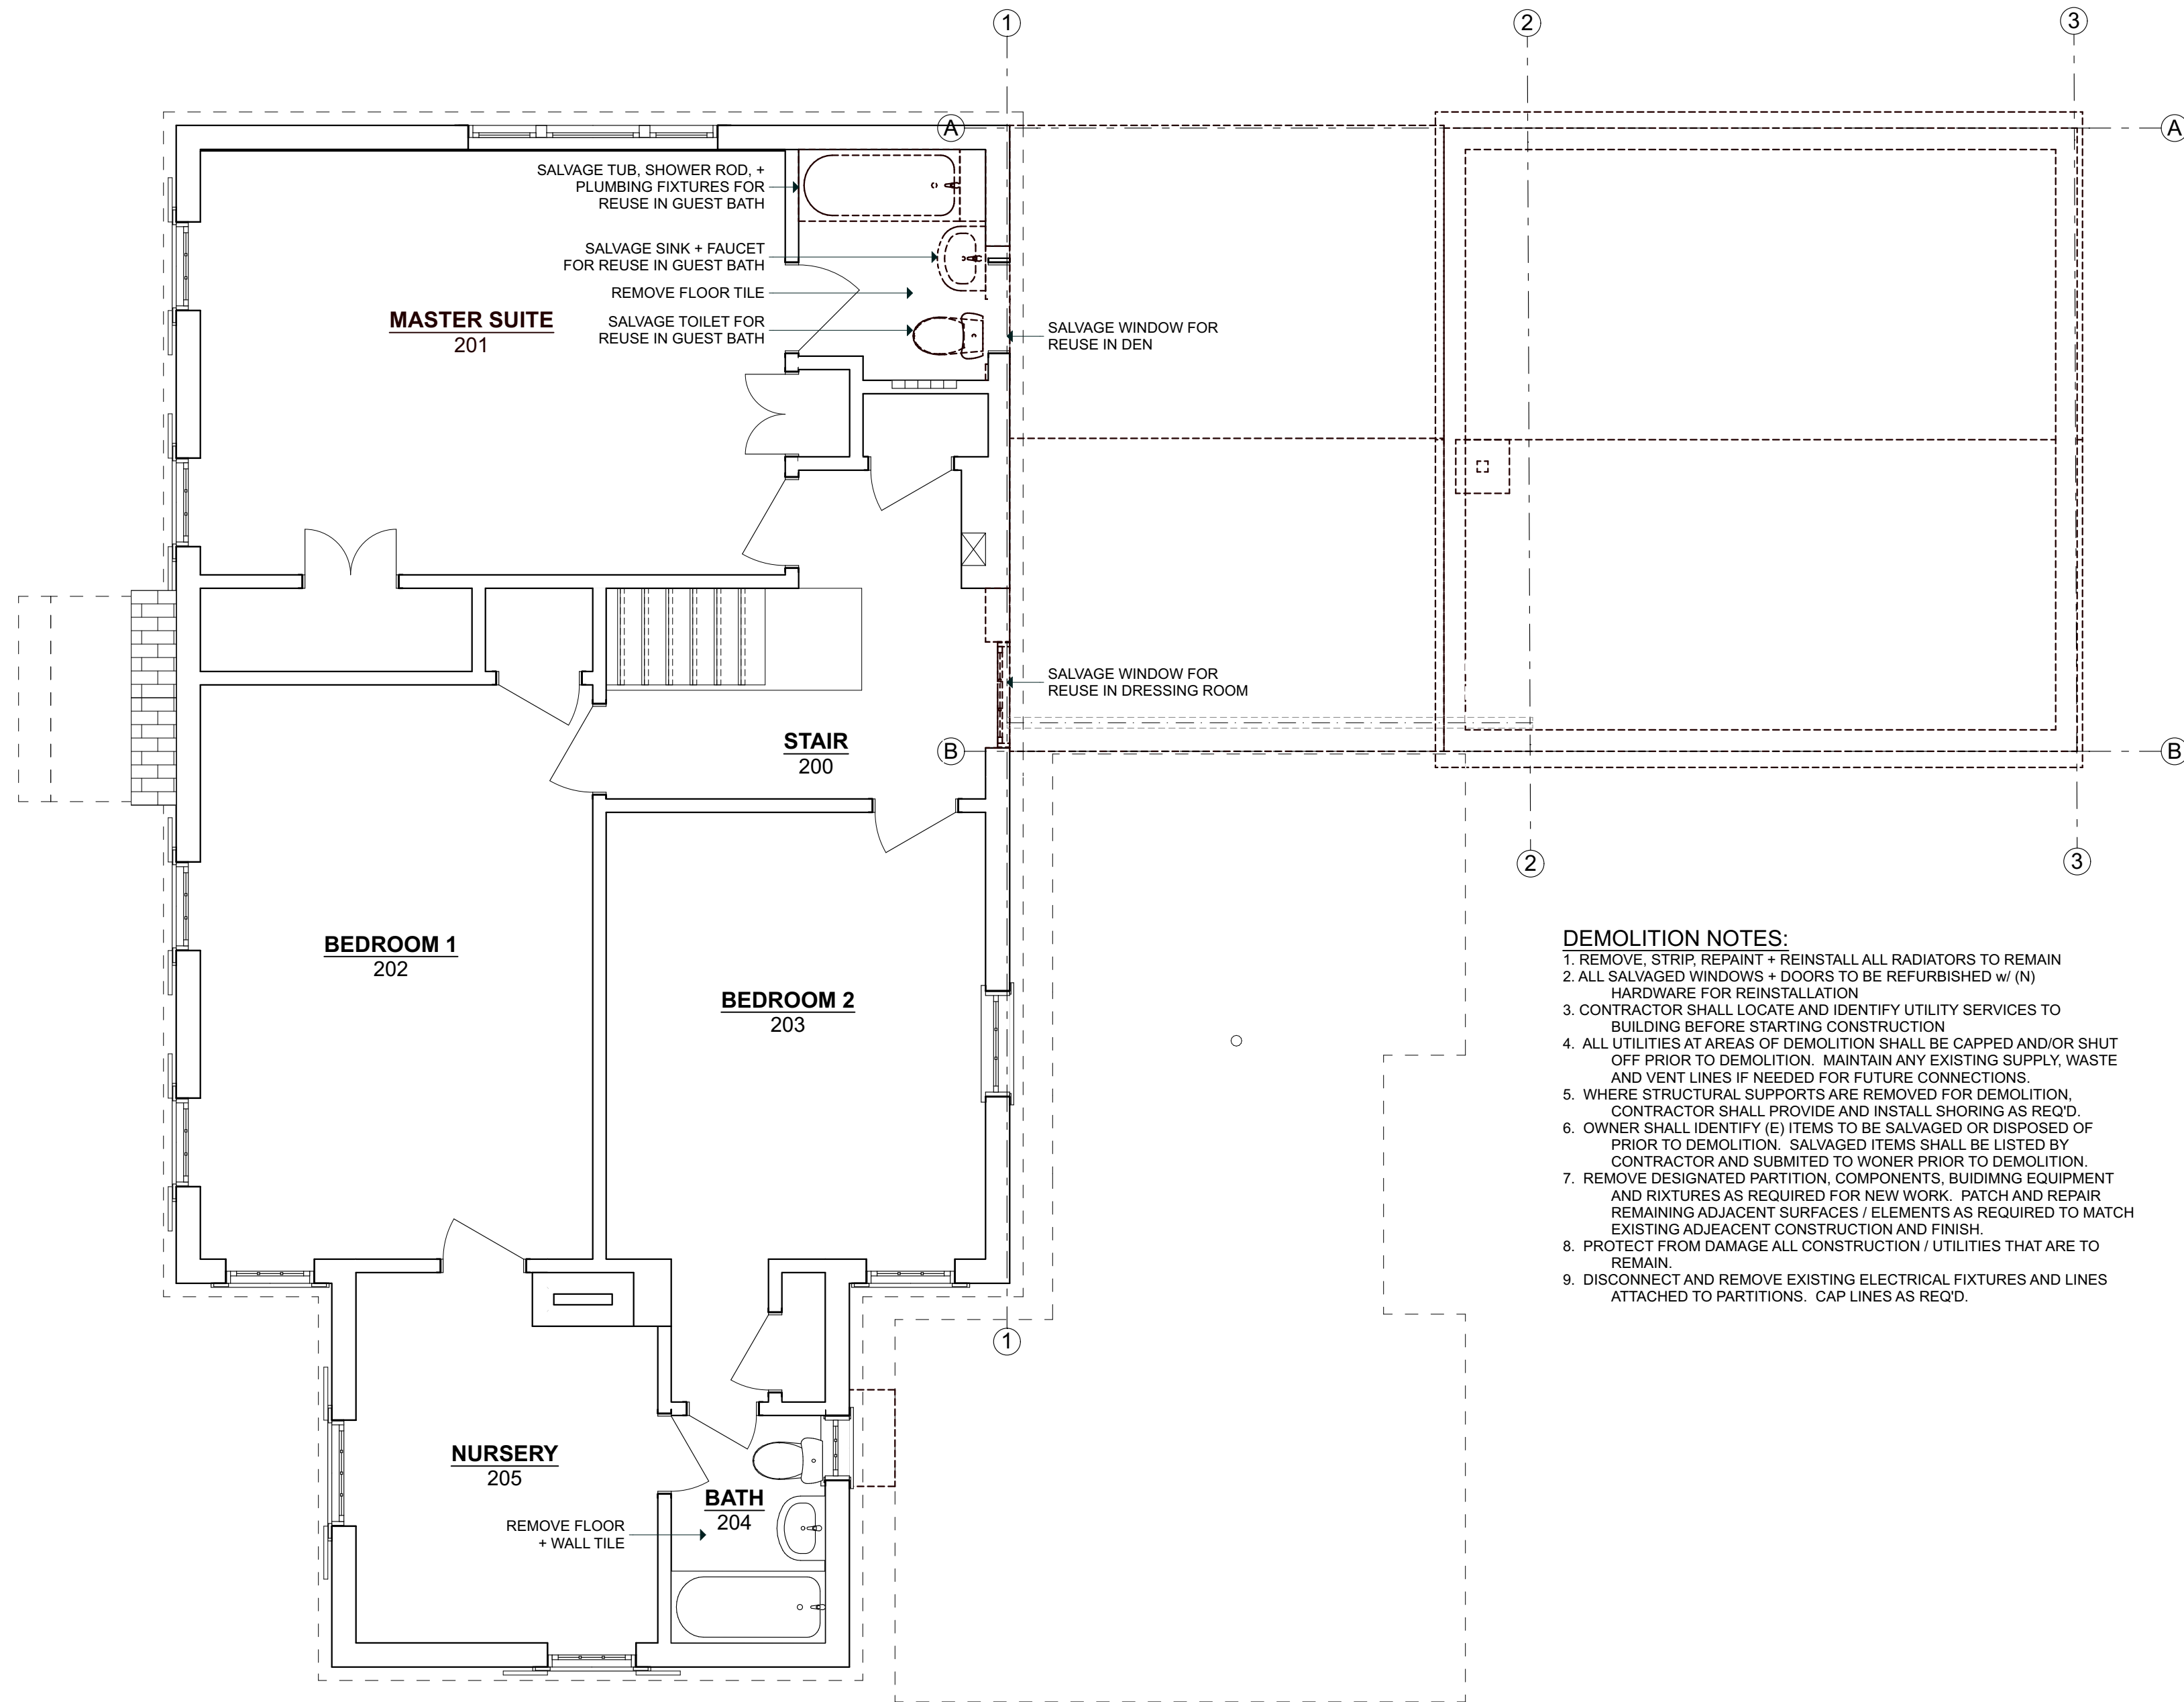 1
2
3
A
A
SALVAGE TUB, SHOWER ROD, +
PLUMBING FIXTURES FOR
REUSE IN GUEST BATH
SALVAGE SINK + FAUCET
FOR REUSE IN GUEST BATH
REMOVE FLOOR TILE
SALVAGE TOILET FOR
REUSE IN GUEST BATH
MASTER SUITE
201
SALVAGE WINDOW FOR
REUSE IN DEN
SALVAGE WINDOW FOR
REUSE IN DRESSING ROOM
STAIR
200
B
B
2
3
BEDROOM 1
202
BEDROOM 2
203
DEMOLITION NOTES:
1. REMOVE, STRIP, REPAINT + REINSTALL ALL RADIATORS TO REMAIN
2. ALL SALVAGED WINDOWS + DOORS TO BE REFURBISHED w/ (N)
HARDWARE FOR REINSTALLATION
3. CONTRACTOR SHALL LOCATE AND IDENTIFY UTILITY SERVICES TO
BUILDING BEFORE STARTING CONSTRUCTION
4. ALL UTILITIES AT AREAS OF DEMOLITION SHALL BE CAPPED AND/OR SHUT
OFF PRIOR TO DEMOLITION. MAINTAIN ANY EXISTING SUPPLY, WASTE
AND VENT LINES IF NEEDED FOR FUTURE CONNECTIONS.
5. WHERE STRUCTURAL SUPPORTS ARE REMOVED FOR DEMOLITION,
CONTRACTOR SHALL PROVIDE AND INSTALL SHORING AS REQ'D.
6. OWNER SHALL IDENTIFY (E) ITEMS TO BE SALVAGED OR DISPOSED OF
PRIOR TO DEMOLITION. SALVAGED ITEMS SHALL BE LISTED BY
CONTRACTOR AND SUBMITED TO WONER PRIOR TO DEMOLITION.
7. REMOVE DESIGNATED PARTITION, COMPONENTS, BUIDIMNG EQUIPMENT
AND RIXTURES AS REQUIRED FOR NEW WORK. PATCH AND REPAIR
REMAINING ADJACENT SURFACES / ELEMENTS AS REQUIRED TO MATCH
EXISTING ADJEACENT CONSTRUCTION AND FINISH.
8. PROTECT FROM DAMAGE ALL CONSTRUCTION / UTILITIES THAT ARE TO
REMAIN.
9. DISCONNECT AND REMOVE EXISTING ELECTRICAL FIXTURES AND LINES
ATTACHED TO PARTITIONS. CAP LINES AS REQ'D.
1
NURSERY
205
BATH
204
REMOVE FLOOR
+ WALL TILE